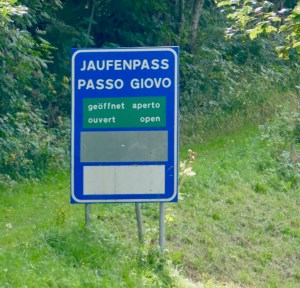 JAUFENPASS
PASSO GIOVO
geöffnet aperto
ouvert open